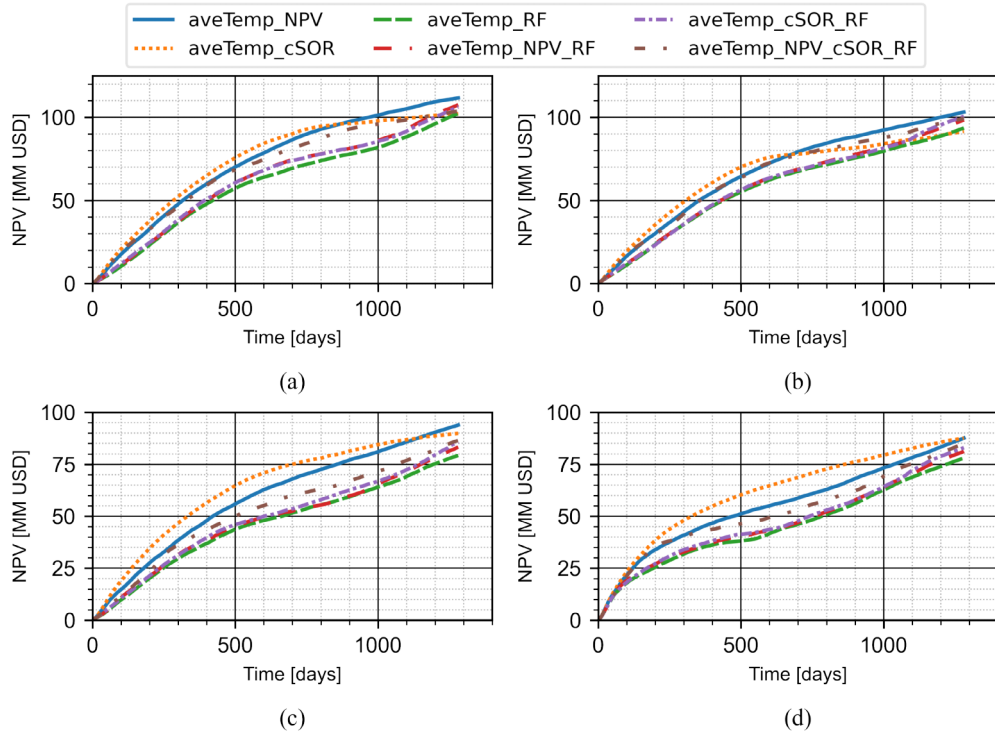 aveTemp_NPV aveTemp_RF aveTemp_cSOR_RF
aveTemp_cSOR aveTemp_NPV_RF aveTemp_NPV_cSOR_RF
NPV [MM USD]
100
50
0
0 500 1000
Time [days]
(a)
NPV [MM USD]
100
50
0
0 500 1000
Time [days]
(b)
NPV [MM USD]
100
75
50
25
0
0 500 1000
Time [days]
(c)
NPV [MM USD]
100
75
50
25
0
0 500 1000
Time [days]
(d)